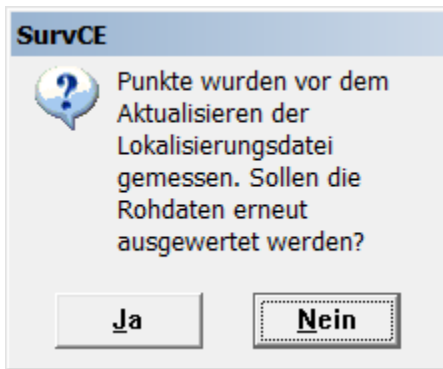 SurvCE
?
Punkte wurden vor dem
Aktualisieren der
Lokalisierungsdatei
gemessen. Sollen die
Rohdaten erneut
ausgewertet werden?
Ja
Nein